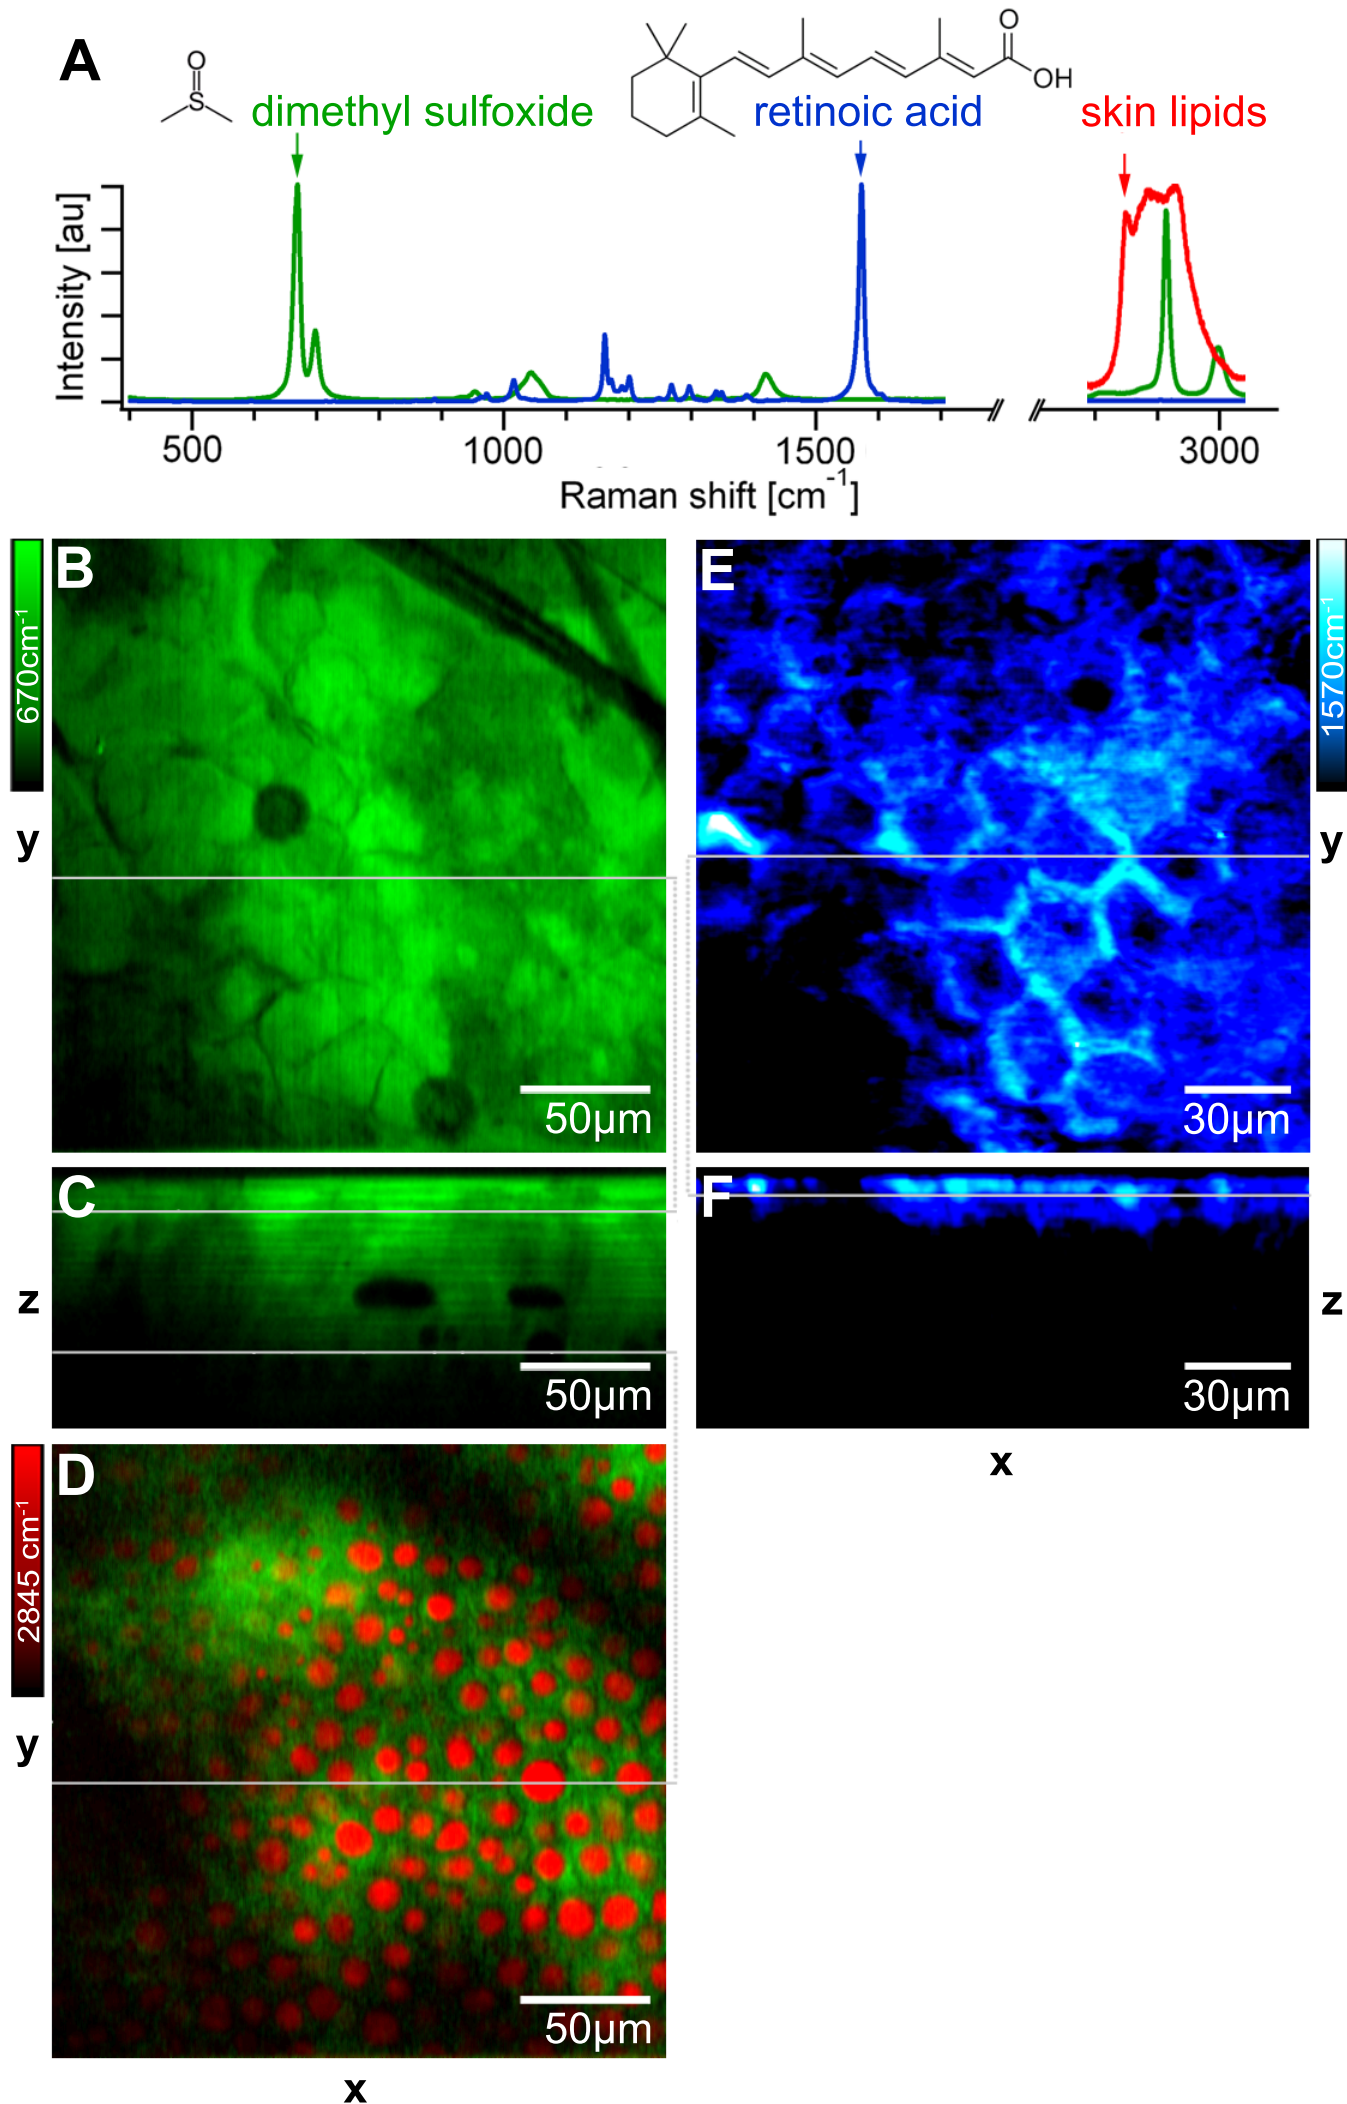 A
O
S
dimethyl sulfoxide
O
OH
retinoic acid
skin lipids
Intensity [au]
500
1000
1500
3000
Raman shift [cm-1]
670cm-1
B
y
50µm
E
1570cm-1
y
30µm
C
z
50µm
F
z
30µm
x
2845 cm-1
D
y
50µm
x